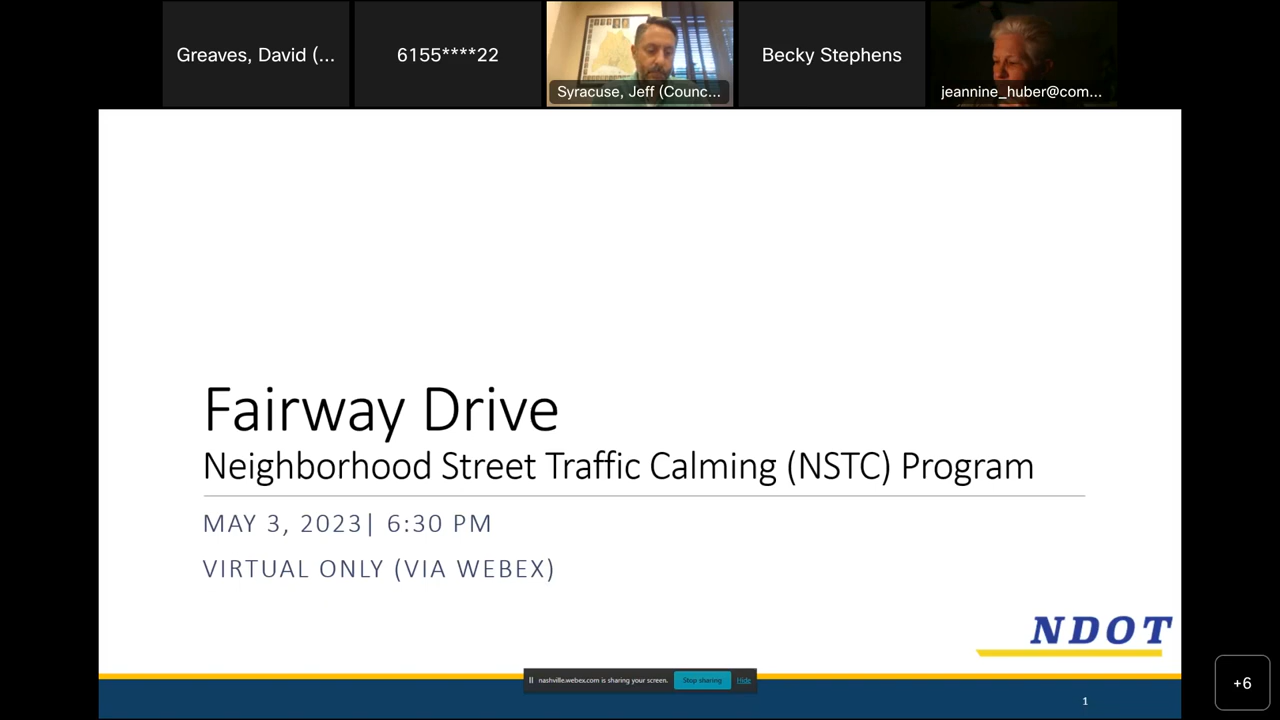 Greaves, David (...
6155****22
Syracuse, Jeff (Counc...
Becky Stephens
jeannine_huber@com...
Fairway Drive
Neighborhood Street Traffic Calming (NSTC) Program
MAY 3, 2023| 6:30 PM
VIRTUAL ONLY (VIA WEBEX)
NDOT
nashville.webex.com is sharing your screen.
Stop sharing
Hide
1
+6